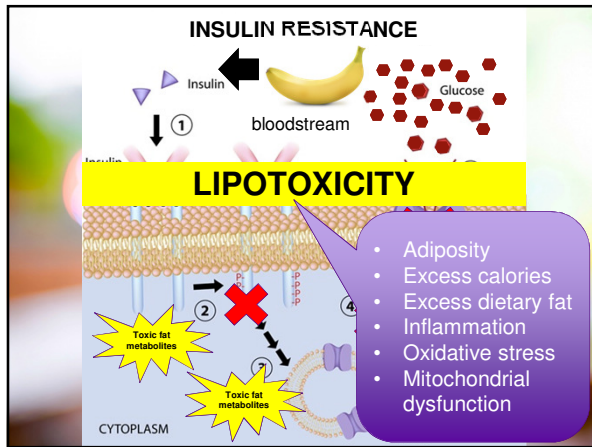 INSULIN RESISTANCE
Insulin
Glucose
1
bloodstream
LIPOTOXICITY
• Adiposity
• Excess calories
• Excess dietary fat
• Inflammation
• Oxidative stress
• Mitochondrial
dysfunction
P
P
P
P
P
P
2
4
Toxic fat
metabolites
Toxic fat
metabolites
CYTOPLASM